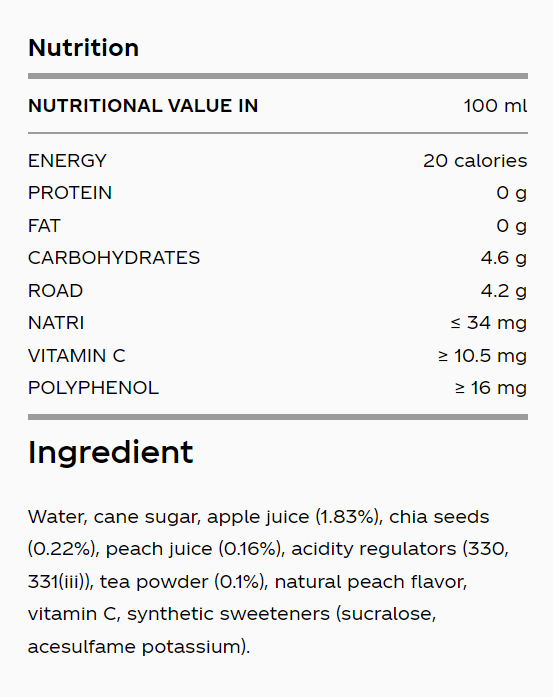 Nutrition
NUTRITIONAL VALUE IN 100 ml
ENERGY 20 calories
PROTEIN 0 g
FAT 0 g
CARBOHYDRATES 4.6 g
ROAD 4.2 g
NATRI ≤ 34 mg
VITAMIN C ≥ 10.5 mg
POLYPHENOL ≥ 16 mg
Ingredient
Water, cane sugar, apple juice (1.83%), chia seeds
(0.22%), peach juice (0.16%), acidity regulators (330,
331(iii)), tea powder (0.1%), natural peach flavor,
vitamin C, synthetic sweeteners (sucralose,
acesulfame potassium).